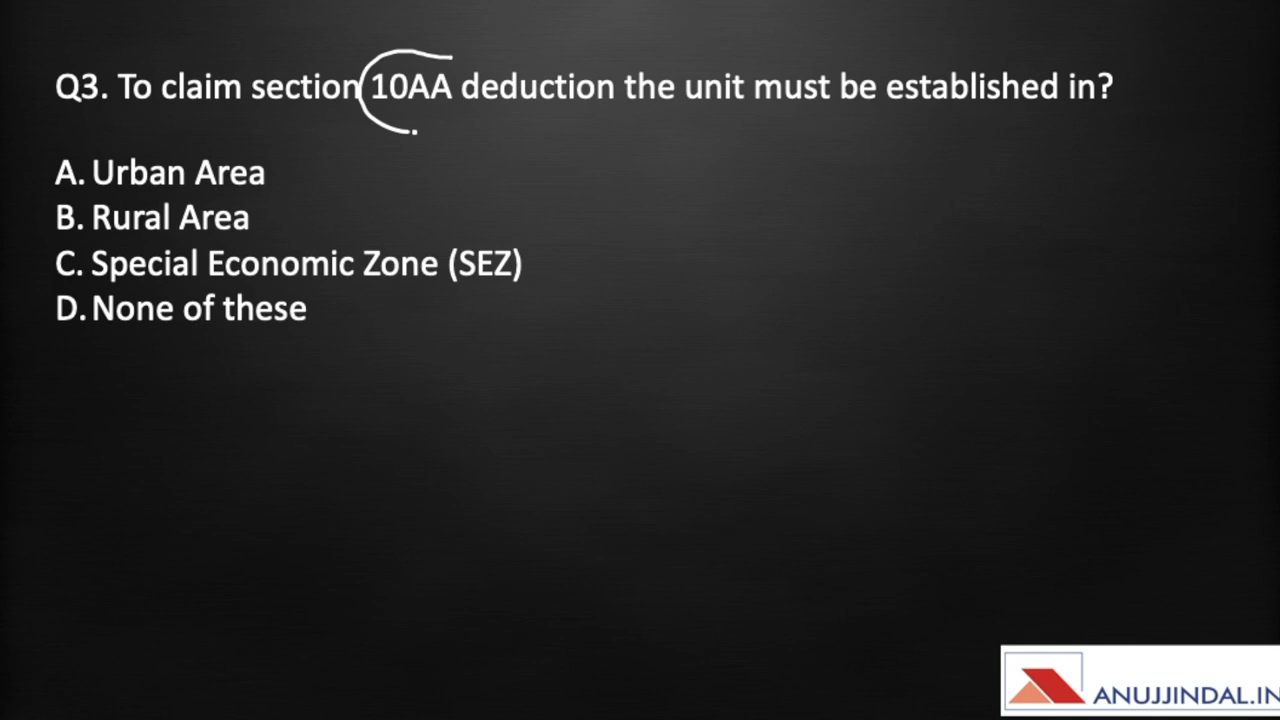 Q3. To claim section 10AA deduction the unit must be established in?
A. Urban Area
B. Rural Area
C. Special Economic Zone (SEZ)
D. None of these
ANUJJINDAL.IN